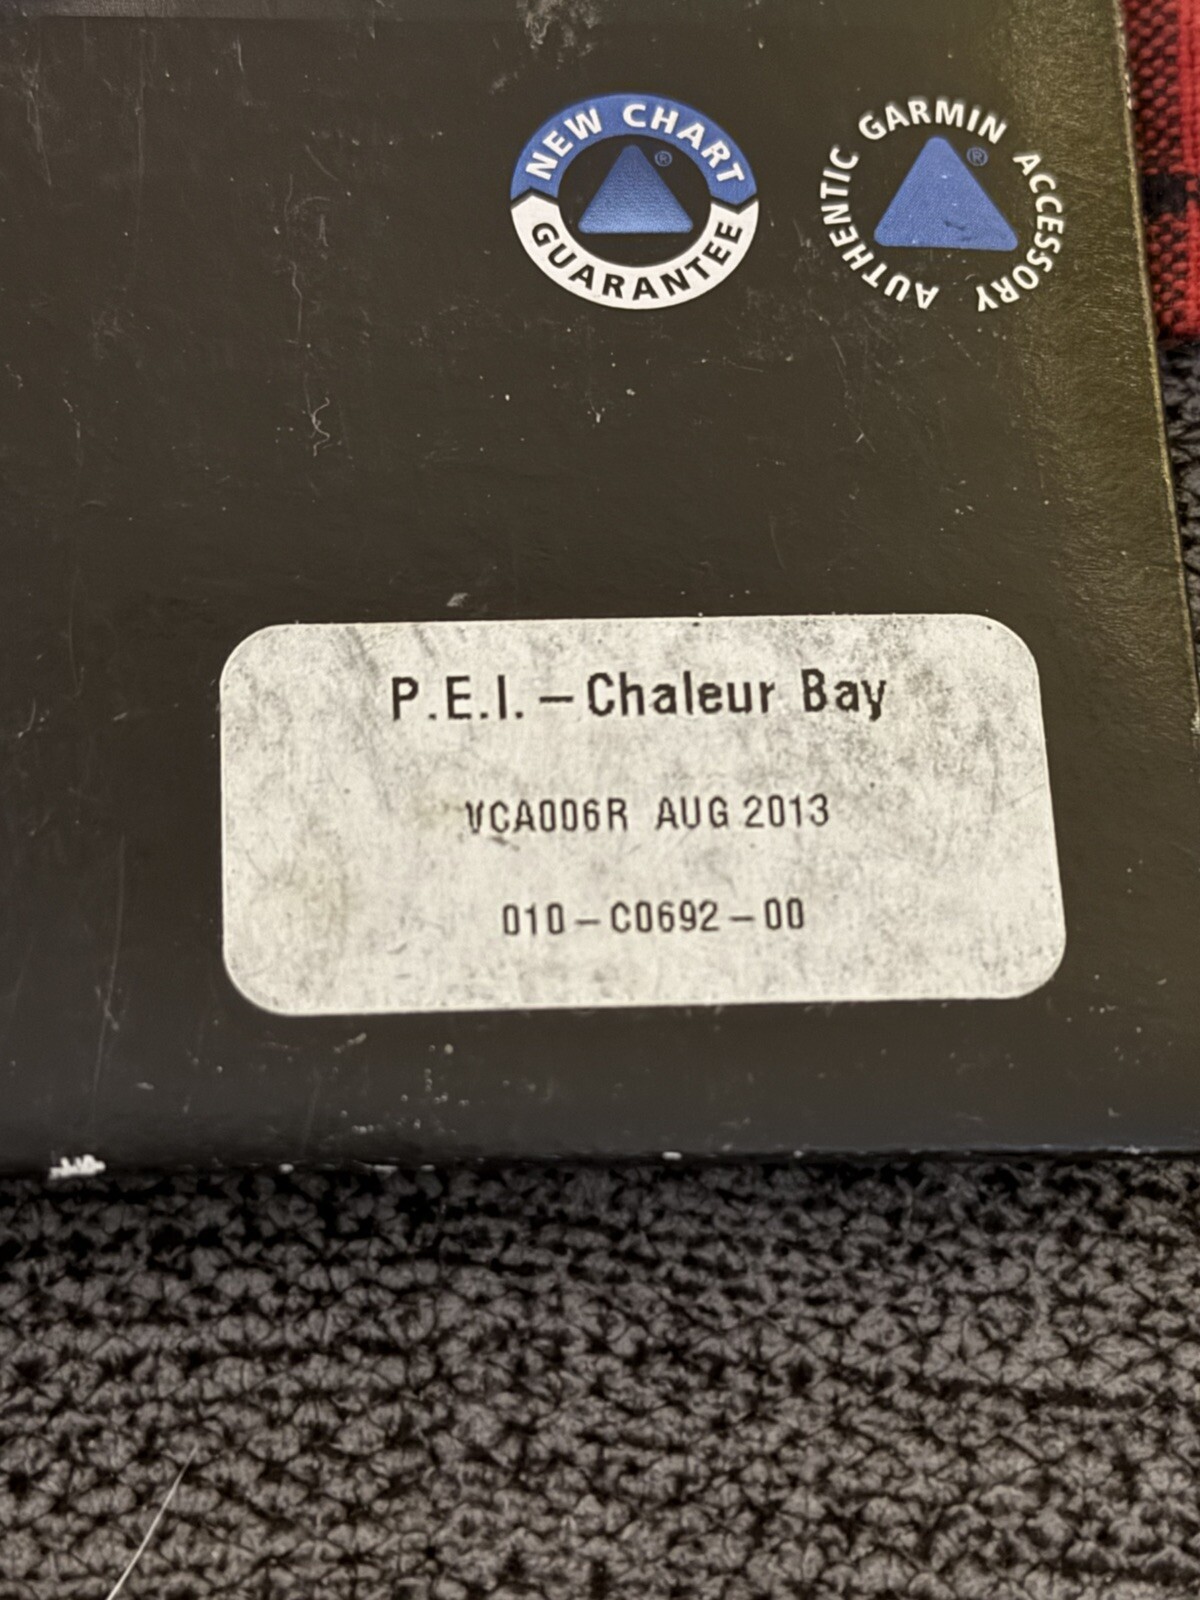 NEW CHART
GUARANTEE
®
AUTHENTIC GARMIN ACCESSORY
®
P.E.I. – Chaleur Bay
VCA006R AUG 2013
010 – C0692 – 00